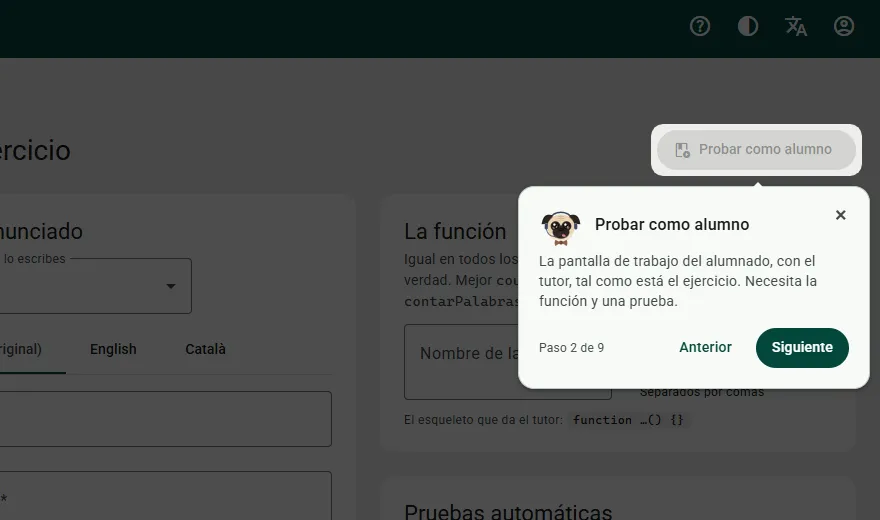 ercicio
Probar como alumno
nunciado
lo escribes
riginal)
English
Català
*
La función
Igual en todos los
verdad. Mejor
contarPalabras
Nombre de la
Separados por comas
El esqueleto que da el tutor: function …() {}
Pruebas automáticas
Probar como alumno
La pantalla de trabajo del alumnado, con el
tutor, tal como está el ejercicio. Necesita la
función y una prueba.
Paso 2 de 9
Anterior
Siguiente